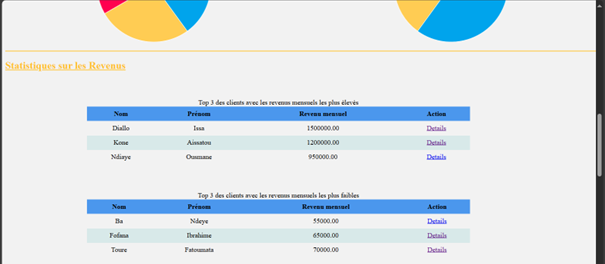 Statistiques sur les Revenus
Top 3 des clients avec les revenus mensuels les plus élevés
Nom Prénom Revenu mensuel Action
Diallo Issa 1500000.00 Details
Kone Aissatou 1200000.00 Details
Ndiaye Ousmane 950000.00 Details
Top 3 des clients avec les revenus mensuels les plus faibles
Nom Prénom Revenu mensuel Action
Ba Ndeye 55000.00 Details
Fofana Ibrahime 65000.00 Details
Toure Fatoumata 70000.00 Details